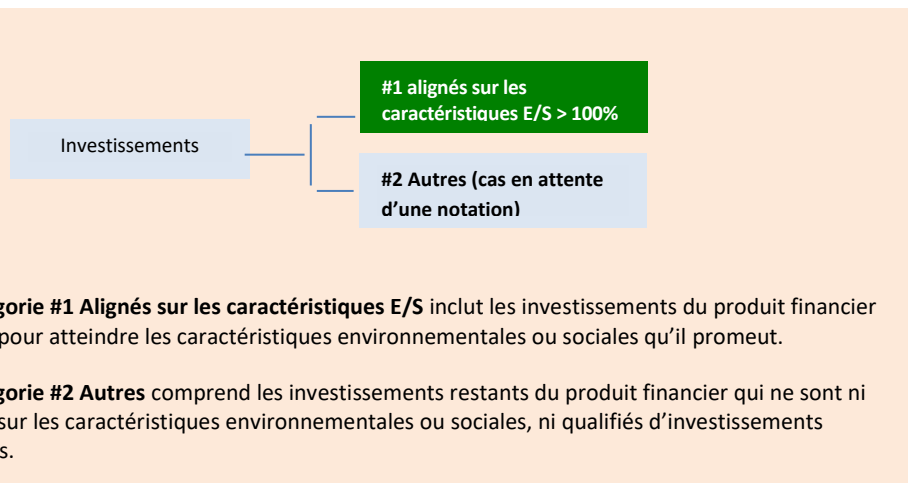 #1 alignés sur les
caractéristiques E/S > 100%
Investissements
#2 Autres (cas en attente
d’une notation)
gorie #1 Alignés sur les caractéristiques E/S inclut les investissements du produit financier
pour atteindre les caractéristiques environnementales ou sociales qu’il promeut.
gorie #2 Autres comprend les investissements restants du produit financier qui ne sont ni
sur les caractéristiques environnementales ou sociales, ni qualifiés d’investissements
s.